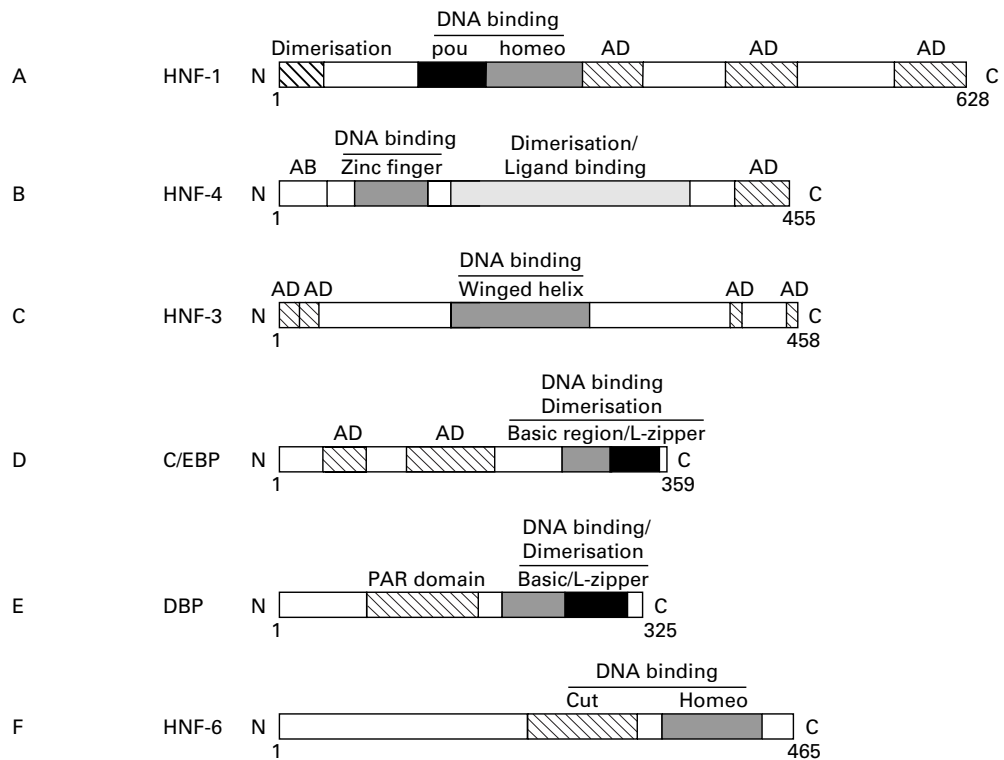 DNA binding
Dimerisation pou homeo AD AD AD
A HNF-1 N C
1 628
DNA binding Dimerisation/
AB Zinc finger Ligand binding AD
B HNF-4 N C
1 455
DNA binding
AD AD Winged helix AD AD
C HNF-3 N C
1 458
DNA binding
Dimerisation
AD AD Basic region/L-zipper
D C/EBP N C
1 359
DNA binding/
Dimerisation
PAR domain Basic/L-zipper
E DBP N C
1 325
DNA binding
Cut Homeo
F HNF-6 N C
1 465